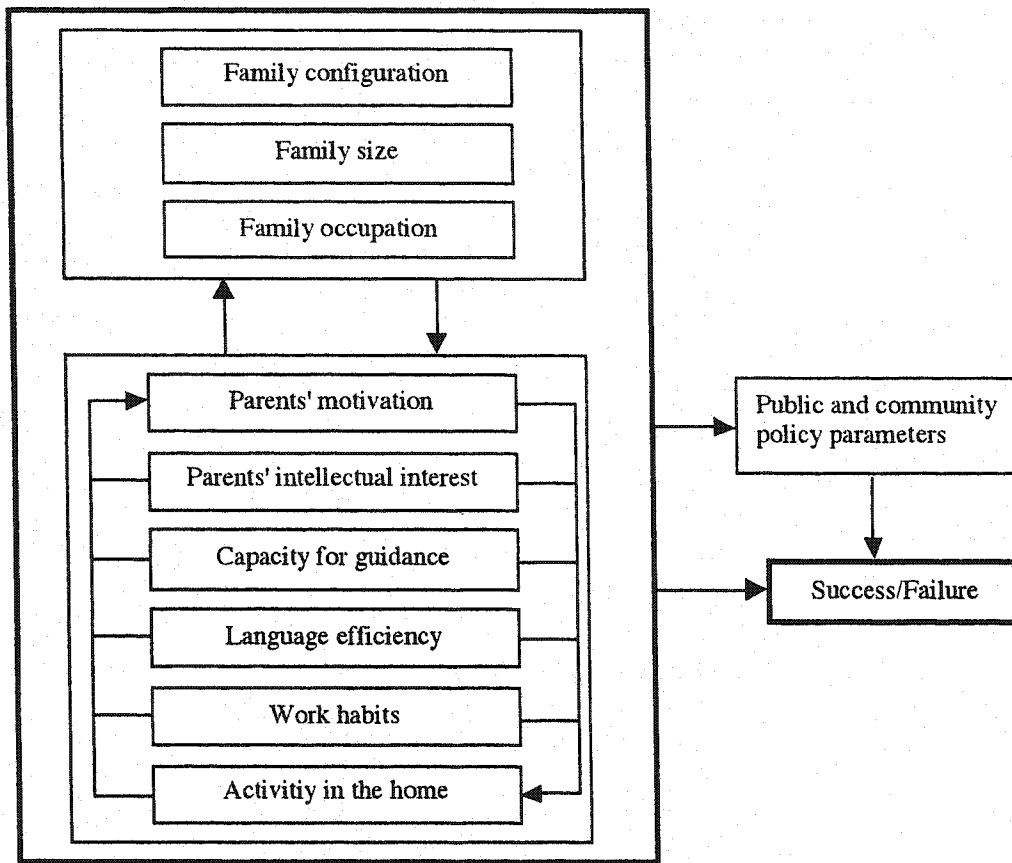 Family configuration
Family size
Family occupation
Parents' motivation
Parents' intellectual interest
Capacity for guidance
Language efficiency
Work habits
Activitiy in the home
Public and community
policy parameters
Success/Failure